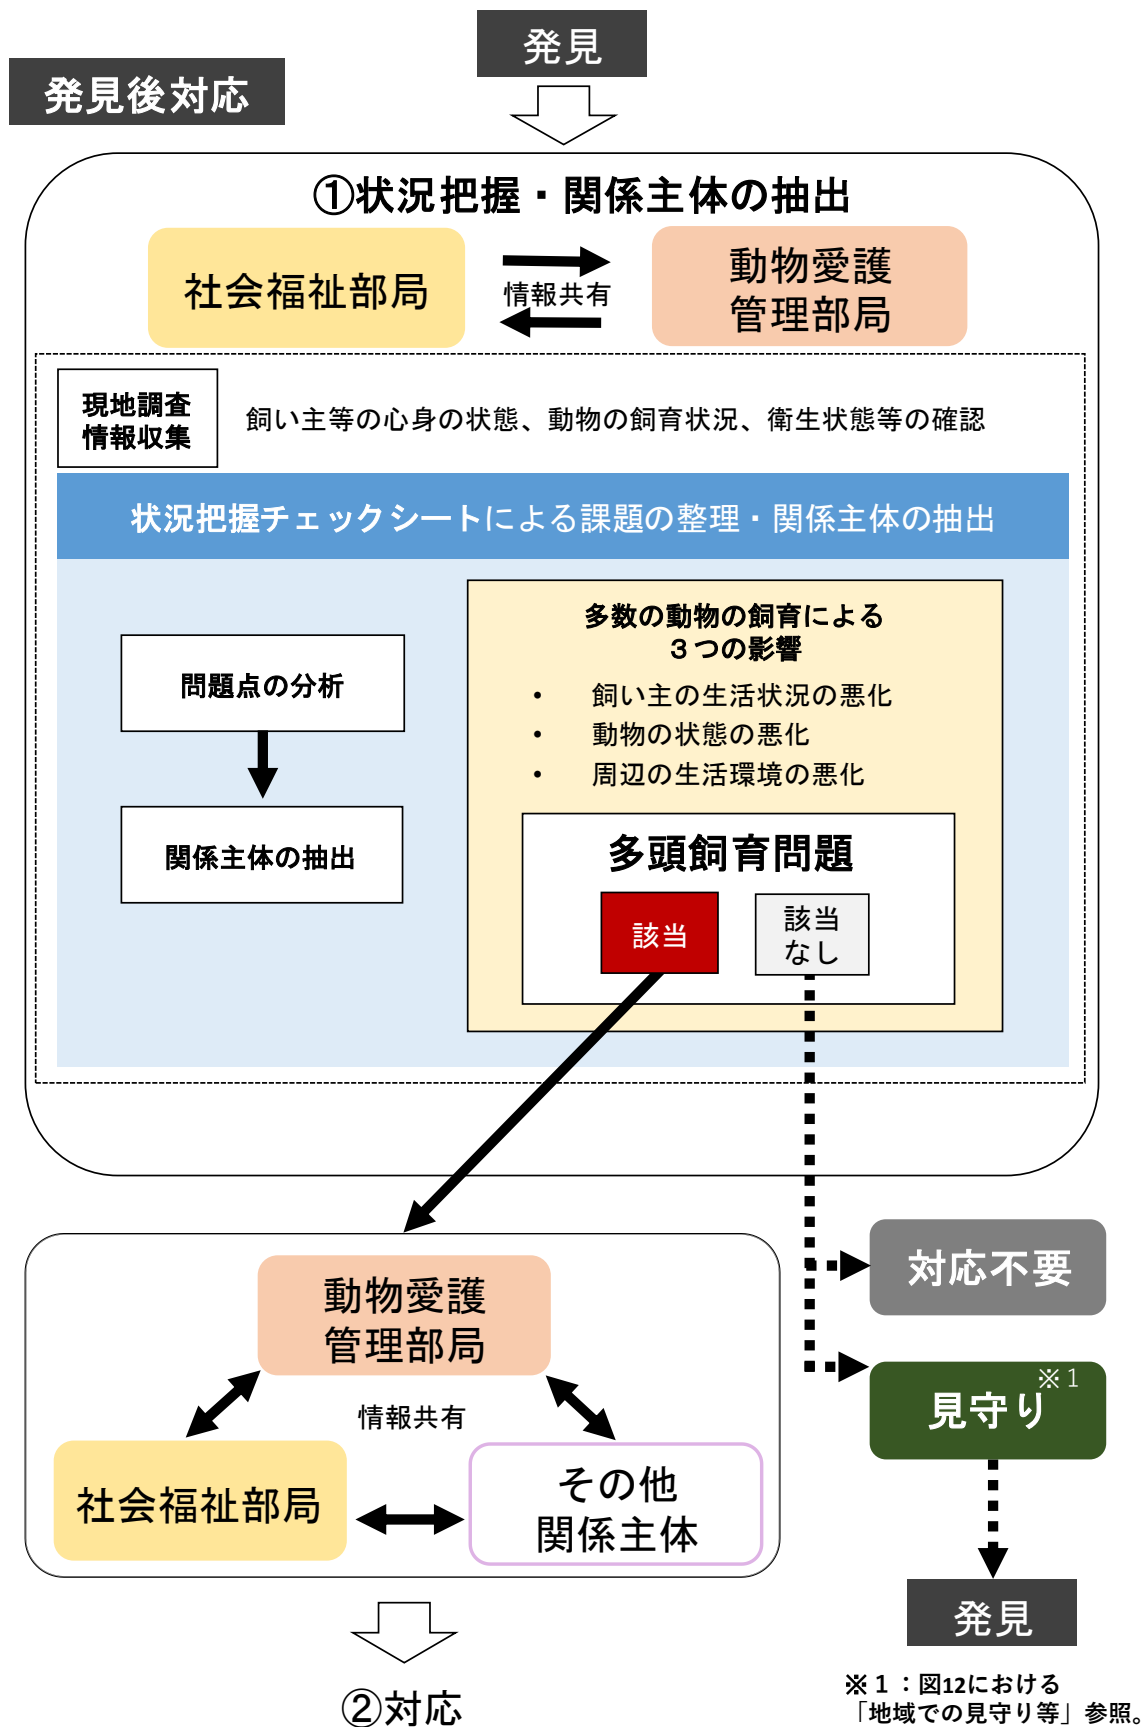 発見
発見後対応
①状況把握・関係主体の抽出
社会福祉部局
情報共有
動物愛護
管理部局
現地調査
情報収集
飼い主等の心身の状態、動物の飼育状況、衛生状態等の確認
状況把握チェックシートによる課題の整理・関係主体の抽出
問題点の分析
関係主体の抽出
多数の動物の飼育による
３つの影響
• 飼い主の生活状況の悪化
• 動物の状態の悪化
• 周辺の生活環境の悪化
多頭飼育問題
該当
該当
なし
動物愛護
管理部局
情報共有
社会福祉部局
その他
関係主体
②対応
対応不要
見守り※1
発見
※１：図12における
「地域での見守り等」参照。